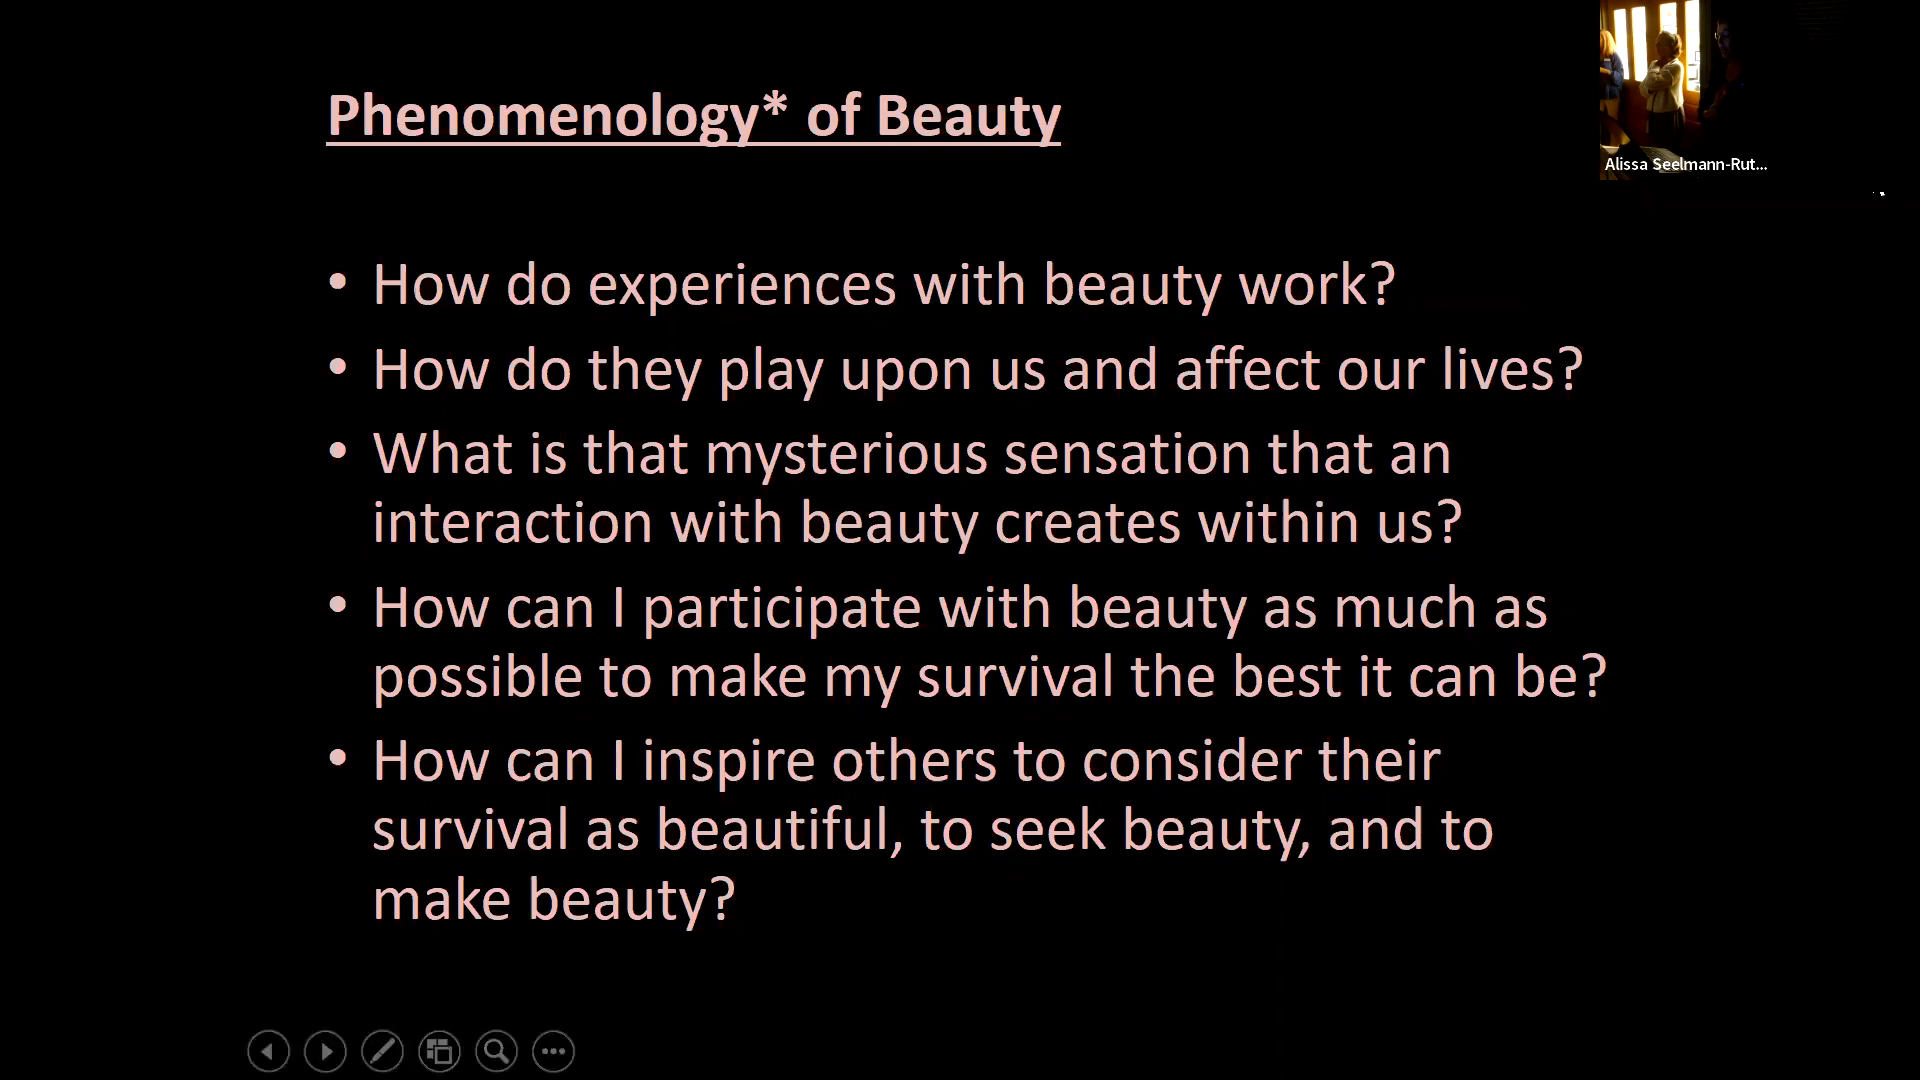 Phenomenology* of Beauty
Alissa Seelmann-Rut...
• How do experiences with beauty work?
• How do they play upon us and affect our lives?
• What is that mysterious sensation that an
interaction with beauty creates within us?
• How can I participate with beauty as much as
possible to make my survival the best it can be?
• How can I inspire others to consider their
survival as beautiful, to seek beauty, and to
make beauty?